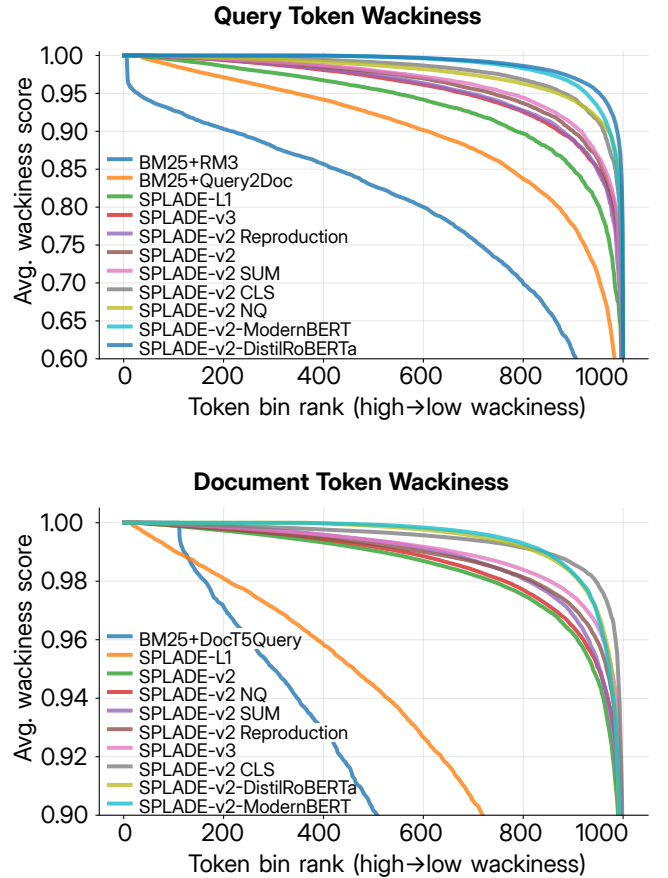 Query Token Wackiness
Avg. wackiness score
1.00
0.95
0.90
0.85
0.80
0.75
0.70
0.65
0.60
BM25+RM3
BM25+Query2Doc
SPLADE-L1
SPLADE-v3
SPLADE-v2 Reproduction
SPLADE-v2
SPLADE-v2 SUM
SPLADE-v2 CLS
SPLADE-v2 NQ
SPLADE-v2-ModernBERT
SPLADE-v2-DistilRoBERTa
0 200 400 600 800 1000
Token bin rank (high→low wackiness)
Document Token Wackiness
Avg. wackiness score
1.00
0.98
0.96
0.94
0.92
0.90
BM25+DocT5Query
SPLADE-L1
SPLADE-v2
SPLADE-v2 NQ
SPLADE-v2 SUM
SPLADE-v2 Reproduction
SPLADE-v3
SPLADE-v2 CLS
SPLADE-v2-DistilRoBERTa
SPLADE-v2-ModernBERT
0 200 400 600 800 1000
Token bin rank (high→low wackiness)